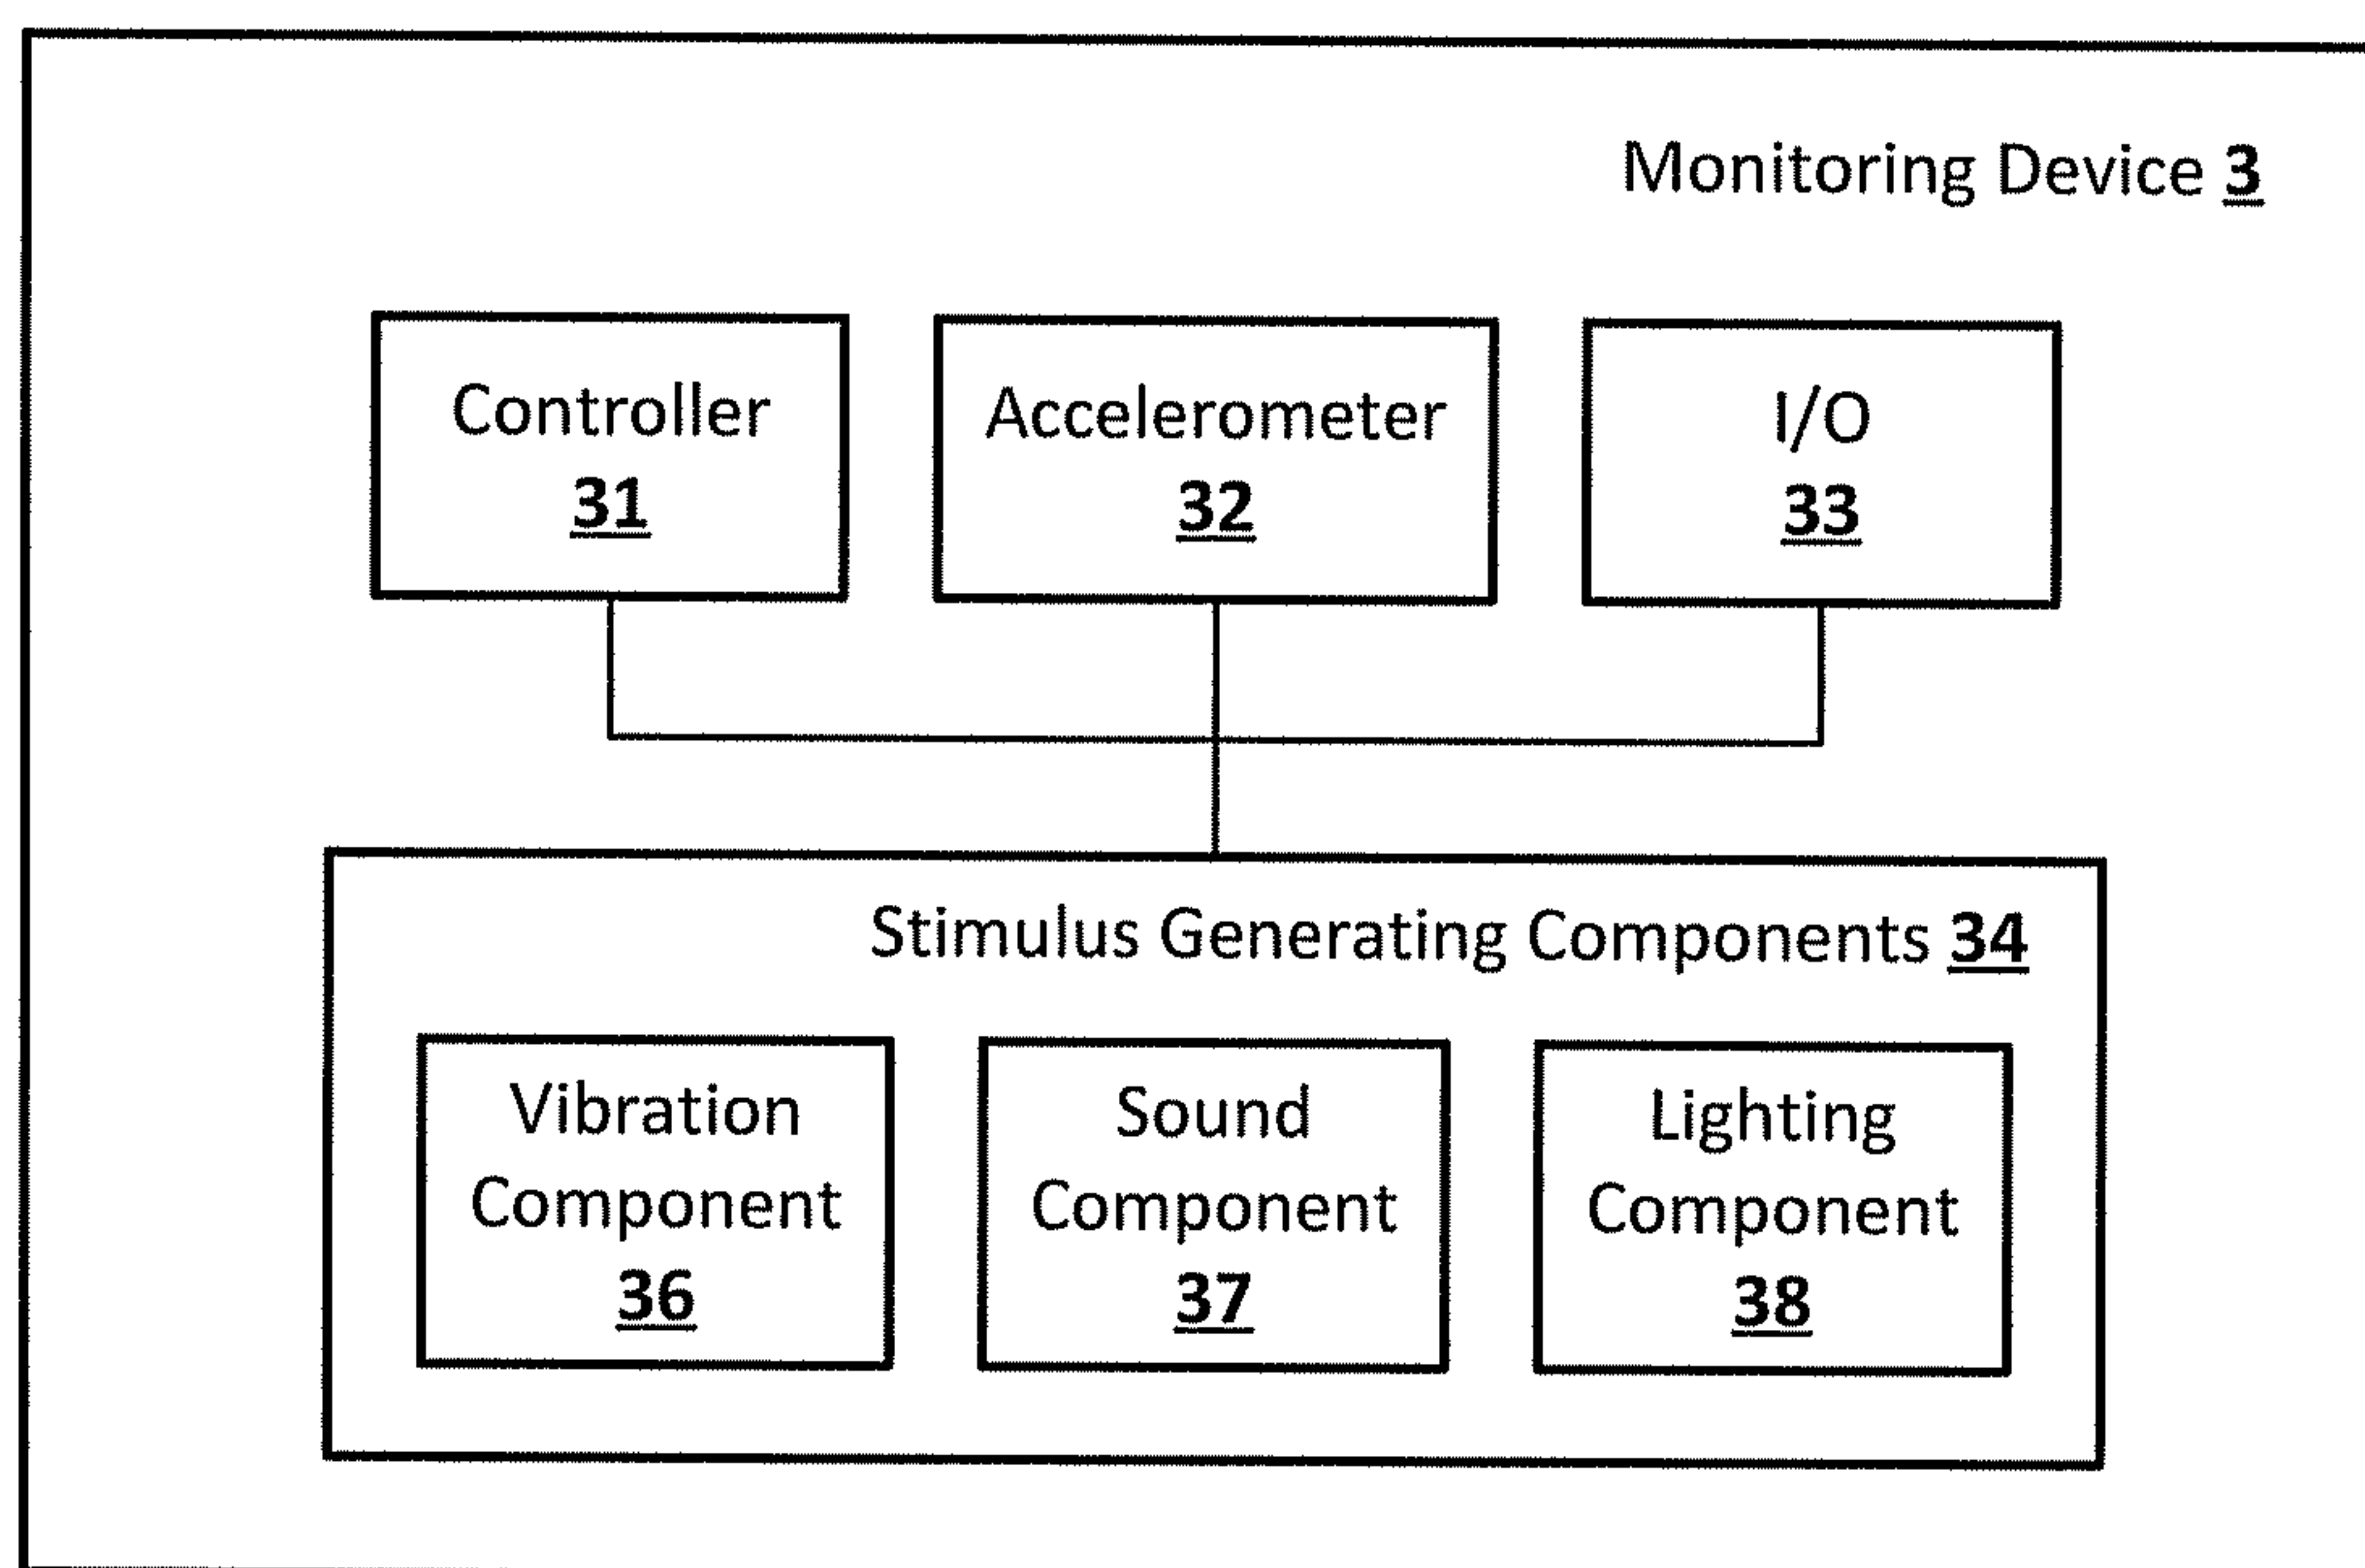 Monitoring Device 3
Controller
31
Accelerometer
32
I/O
33
Stimulus Generating Components 34
Vibration
Component
36
Sound
Component
37
Lighting
Component
38